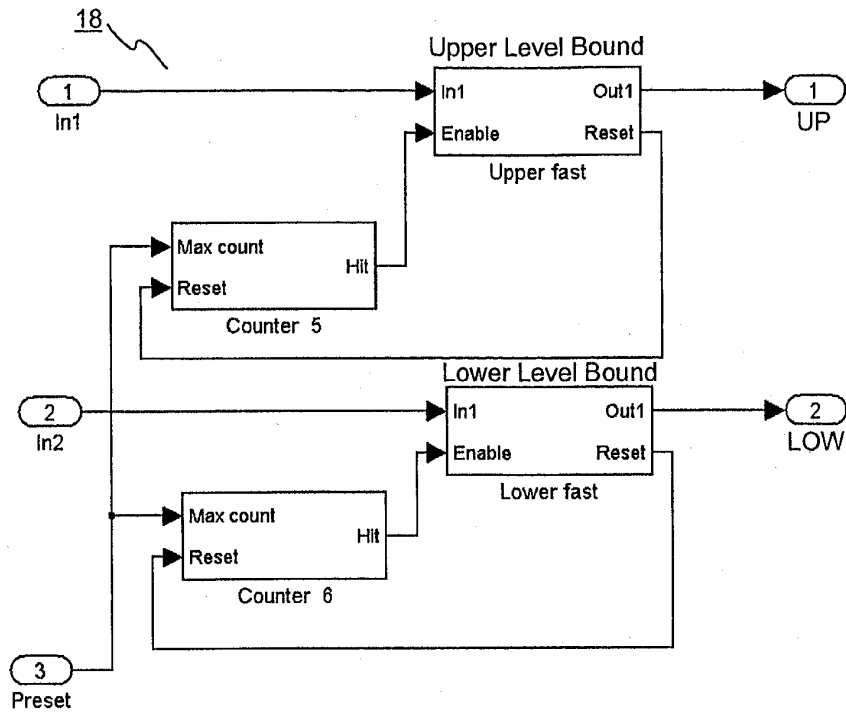 18
Upper Level Bound
1
In1
In1
Out1
1
Enable
Reset
UP
Upper fast
Max count
Hit
Reset
Counter 5
Lower Level Bound
2
In2
In1
Out1
2
Enable
Reset
LOW
Lower fast
Max count
Hit
Reset
Counter 6
3
Preset